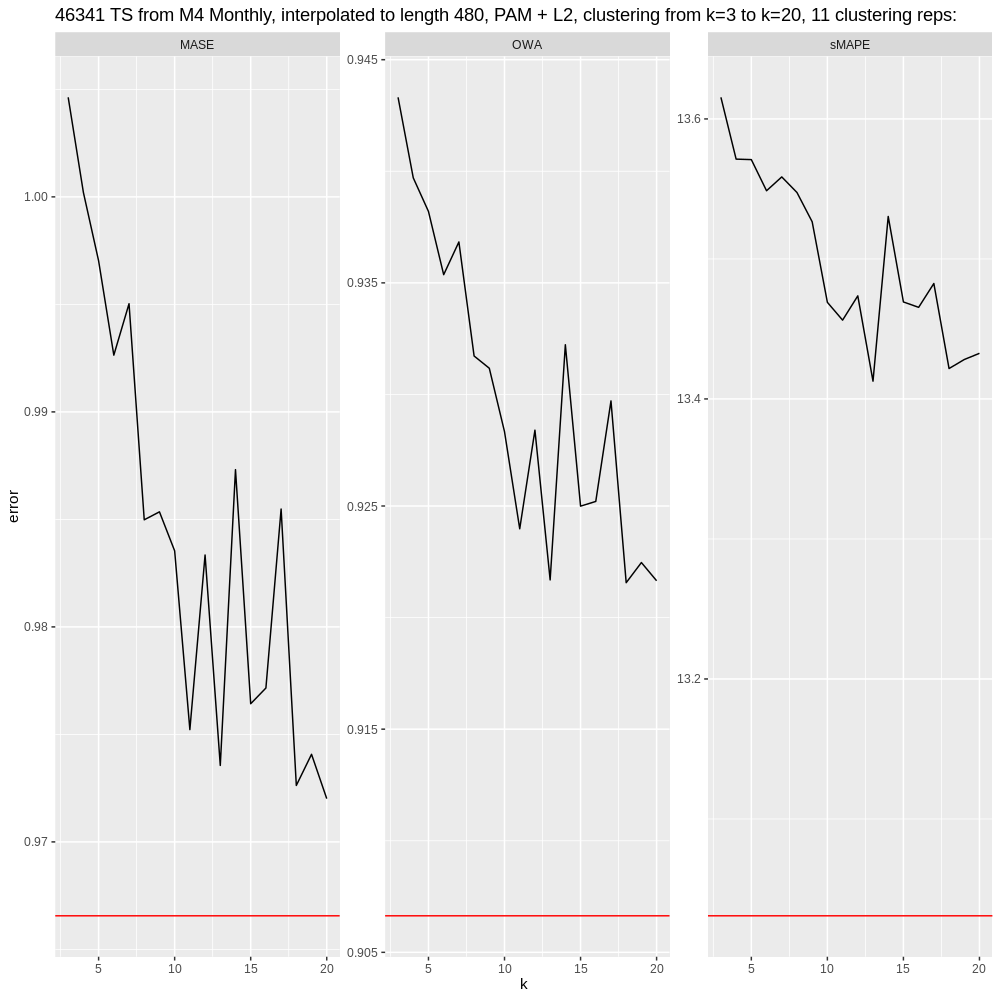 46341 TS from M4 Monthly, interpolated to length 480, PAM + L2, clustering from k=3 to k=20, 11 clustering reps:
MASE
OWA
sMAPE
error
1.00
0.99
0.98
0.97
0.945
0.935
0.925
0.915
0.905
13.6
13.4
13.2
5 10 15 20
5 10 15 20
5 10 15 20
k